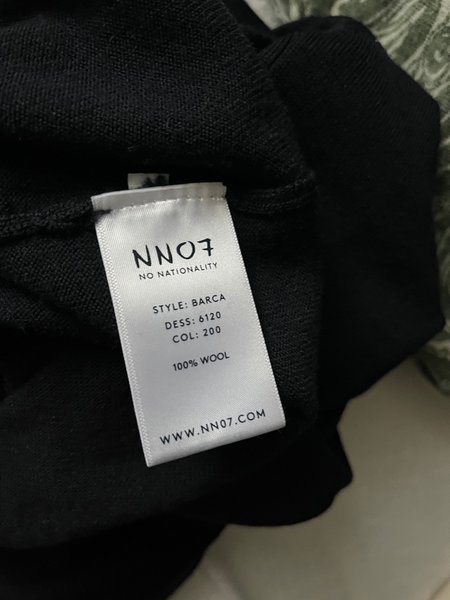 NN07
NO NATIONALITY
STYLE: BARCA
DESS: 6120
COL: 200
100% WOOL
WWW.NN07.COM